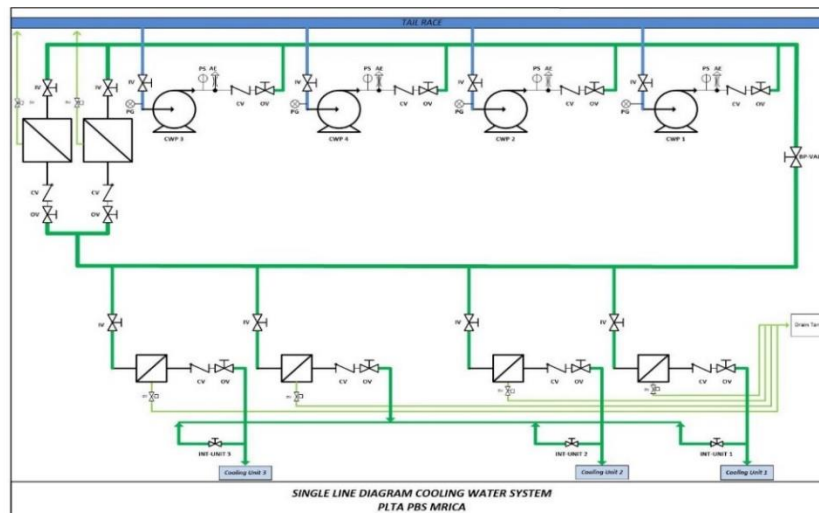 TAIL RACE
PS AE
PS AE
PS AE
PS AE
IV IV IV IV IV IV
CV OV CV OV CV OV CV OV
PG PG PG PG
CWP 3 CWP 4 CWP 2 CWP 1
CV CV
OV OV
IV IV IV IV
CV OV CV OV CV OV CV OV
INT-UNIT 3 INT-UNIT 2 INT-UNIT 1
Cooling Unit 3 Cooling Unit 2 Cooling Unit 1
SINGLE LINE DIAGRAM COOLING WATER SYSTEM
PLTA PBS MRICA